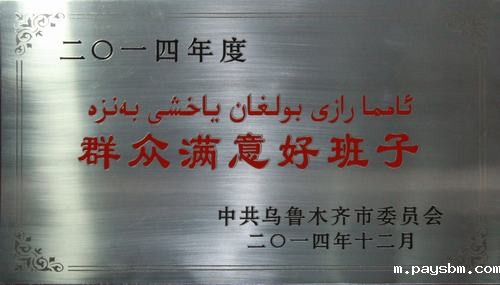 二〇一四年度
ئامما رازى بولغان ياخشى بەنزە
群众满意好班子
中共乌鲁木齐市委员会
二〇一四年十二月
m.paysbm.com